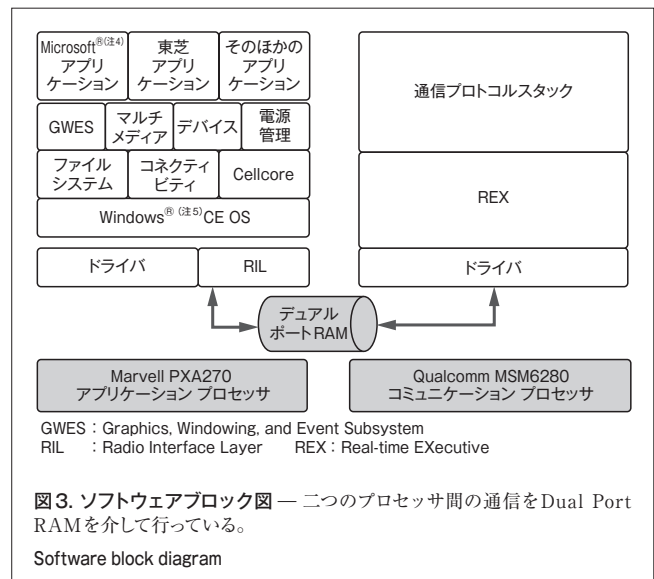 Microsoft®(注4)
アプリ
ケーション
東芝
アプリ
ケーション
そのほかの
アプリ
ケーション
GWES
マルチ
メディア
デバイス
電源
管理
ファイル
システム
コネクティ
ビティ
Cellcore
Windows®(注5)CE OS
ドライバ
RIL
通信プロトコルスタック
REX
ドライバ
デュアル
ポートRAM
Marvell PXA270
アプリケーション プロセッサ
Qualcomm MSM6280
コミュニケーション プロセッサ
GWES : Graphics, Windowing, and Event Subsystem
RIL : Radio Interface Layer REX : Real-time EXecutive
図3. ソフトウェアブロック図 — 二つのプロセッサ間の通信をDual Port
RAMを介して行っている。
Software block diagram